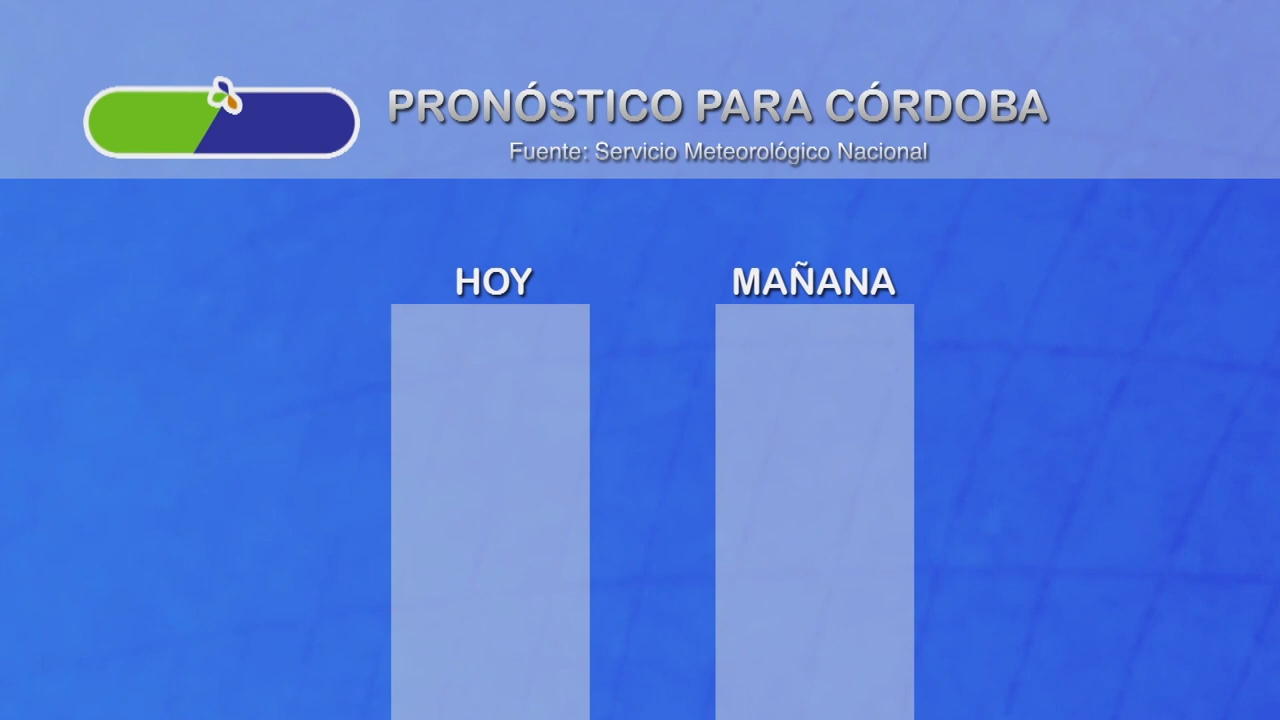 PRONÓSTICO PARA CÓRDOBA
Fuente: Servicio Meteorológico Nacional
HOY
MAÑANA